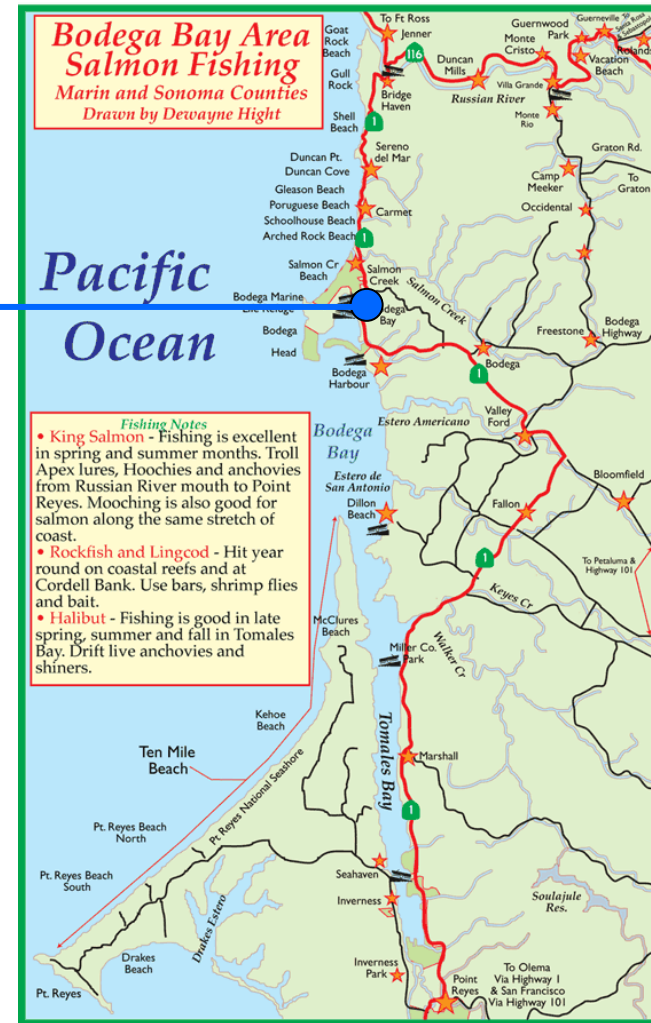 Bodega Bay Area
Salmon Fishing
Marin and Sonoma Counties
Drawn by Dewayne Hight
To Ft Ross
Jenner
Goat
Rock
Beach
Gull
Rock
Shell
Beach
116
Duncan
Mills
Monte
Cristo
Guernwood
Park
Guerneville
To
Santa Rosa
& Sebastopol
Rolands
Vacation
Beach
Villa Grande
Russian River
Monte
Rio
Bridge
Haven
1
Sereno
del Mar
Duncan Pt.
Duncan Cove
Gleason Beach
Poruguese Beach
Schoolhouse Beach
Arched Rock Beach
Carmet
1
Graton Rd.
To
Graton
Camp
Meeker
Occidental
Salmon Cr
Beach
Salmon
Creek
Salmon Creek
Pacific
Ocean
Bodega Marine
Life Refuge
Bodega
Head
Bay
Freestone
Bodega
Highway
Bodega
Harbour
Bodega
1
Valley
Ford
Estero Americano
Bodega
Bay
Estero de
San Antonio
Dillon
Beach
Fallon
Bloomfield
To Petaluma &
Highway 101
1
Keyes Cr
Walker Cr
Fishing Notes
• King Salmon - Fishing is excellent
in spring and summer months. Troll
Apex lures, Hoochies and anchovies
from Russian River mouth to Point
Reyes. Mooching is also good for
salmon along the same stretch of
coast.
• Rockfish and Lingcod - Hit year
round on coastal reefs and at
Cordell Bank. Use bars, shrimp flies
and bait.
• Halibut - Fishing is good in late
spring, summer and fall in Tomales
Bay. Drift live anchovies and
shiners.
McClures
Beach
Miller Co.
Park
Kehoe
Beach
Ten Mile
Beach
Pt Reyes National Seashore
Tomales Bay
Marshall
1
Pt. Reyes Beach
North
Pt. Reyes Beach
South
Seahaven
Inverness
Soulajule
Res.
Drakes Estero
Drakes
Beach
Pt. Reyes
Inverness
Park
Point
Reyes
To Olema
Via Highway 1
& San Francisco
Via Highway 101